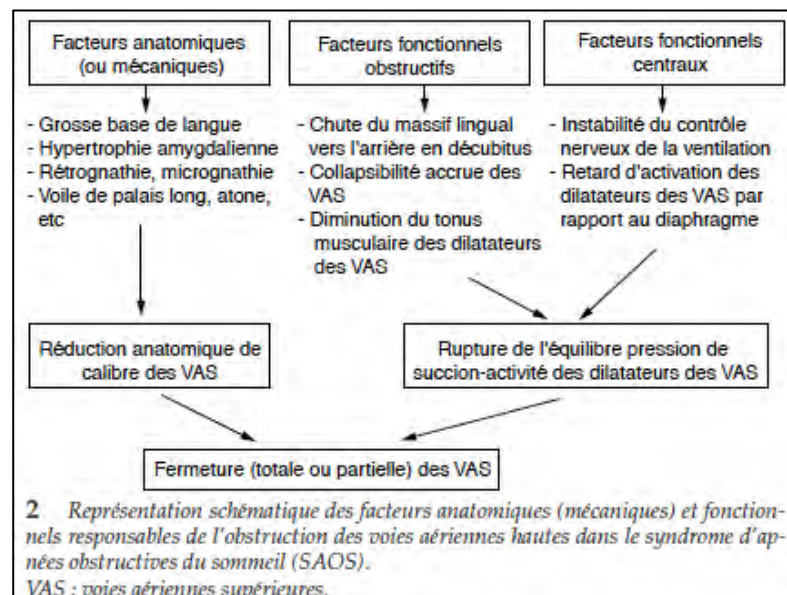 Facteurs anatomiques
(ou mécaniques)
Facteurs fonctionnels
obstructifs
Facteurs fonctionnels
centraux
- Grosse base de langue
- Hypertrophie amygdalienne
- Rétrognathie, micrognathie
- Voile de palais long, atone,
etc
- Chute du massif lingual
vers l'arrière en décubitus
- Collapsibilité accrue des
VAS
- Diminution du tonus
musculaire des dilatateurs
des VAS
- Instabilité du contrôle
nerveux de la ventilation
- Retard d'activation des
dilatateurs des VAS par
rapport au diaphragme
Réduction anatomique de
calibre des VAS
Rupture de l'équilibre pression de
succion-activité des dilatateurs des VAS
Fermeture (totale ou partielle) des VAS
2 Représentation schématique des facteurs anatomiques (mécaniques) et fonction-
nels responsables de l'obstruction des voies aériennes hautes dans le syndrome d'ap-
nées obstructives du sommeil (SAOS).
VAS : voies aériennes supérieures.